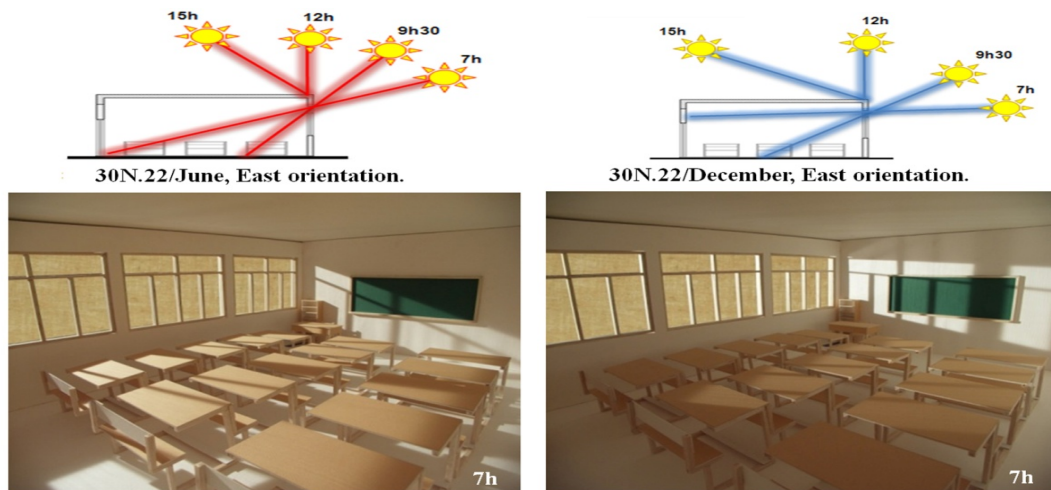 15h
12h
9h30
7h
30N.22/June, East orientation.
12h
15h
9h30
7h
30N.22/December, East orientation.
7h
7h